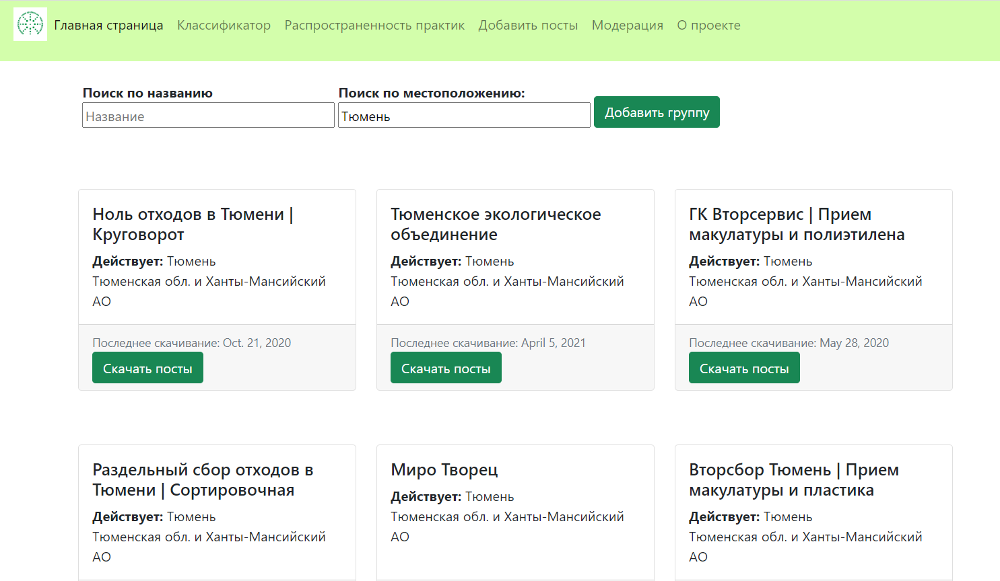 Главная страница Классификатор Распространенность практик Добавить посты Модерация О проекте
Поиск по названию Поиск по местоположению:
Название Тюмень Добавить группу
Ноль отходов в Тюмени |
Круговорот
Действует: Тюмень
Тюменская обл. и Ханты-Мансийский
АО
Последнее скачивание: Oct. 21, 2020
Скачать посты
Тюменское экологическое
объединение
Действует: Тюмень
Тюменская обл. и Ханты-Мансийский
АО
Последнее скачивание: April 5, 2021
Скачать посты
ГК Вторсервис | Прием
макулатуры и полиэтилена
Действует: Тюмень
Тюменская обл. и Ханты-Мансийский
АО
Последнее скачивание: May 28, 2020
Скачать посты
Раздельный сбор отходов в
Тюмени | Сортировочная
Действует: Тюмень
Тюменская обл. и Ханты-Мансийский
АО
Миро Творец
Действует: Тюмень
Тюменская обл. и Ханты-Мансийский
АО
Вторсбор Тюмень | Прием
макулатуры и пластика
Действует: Тюмень
Тюменская обл. и Ханты-Мансийский
АО